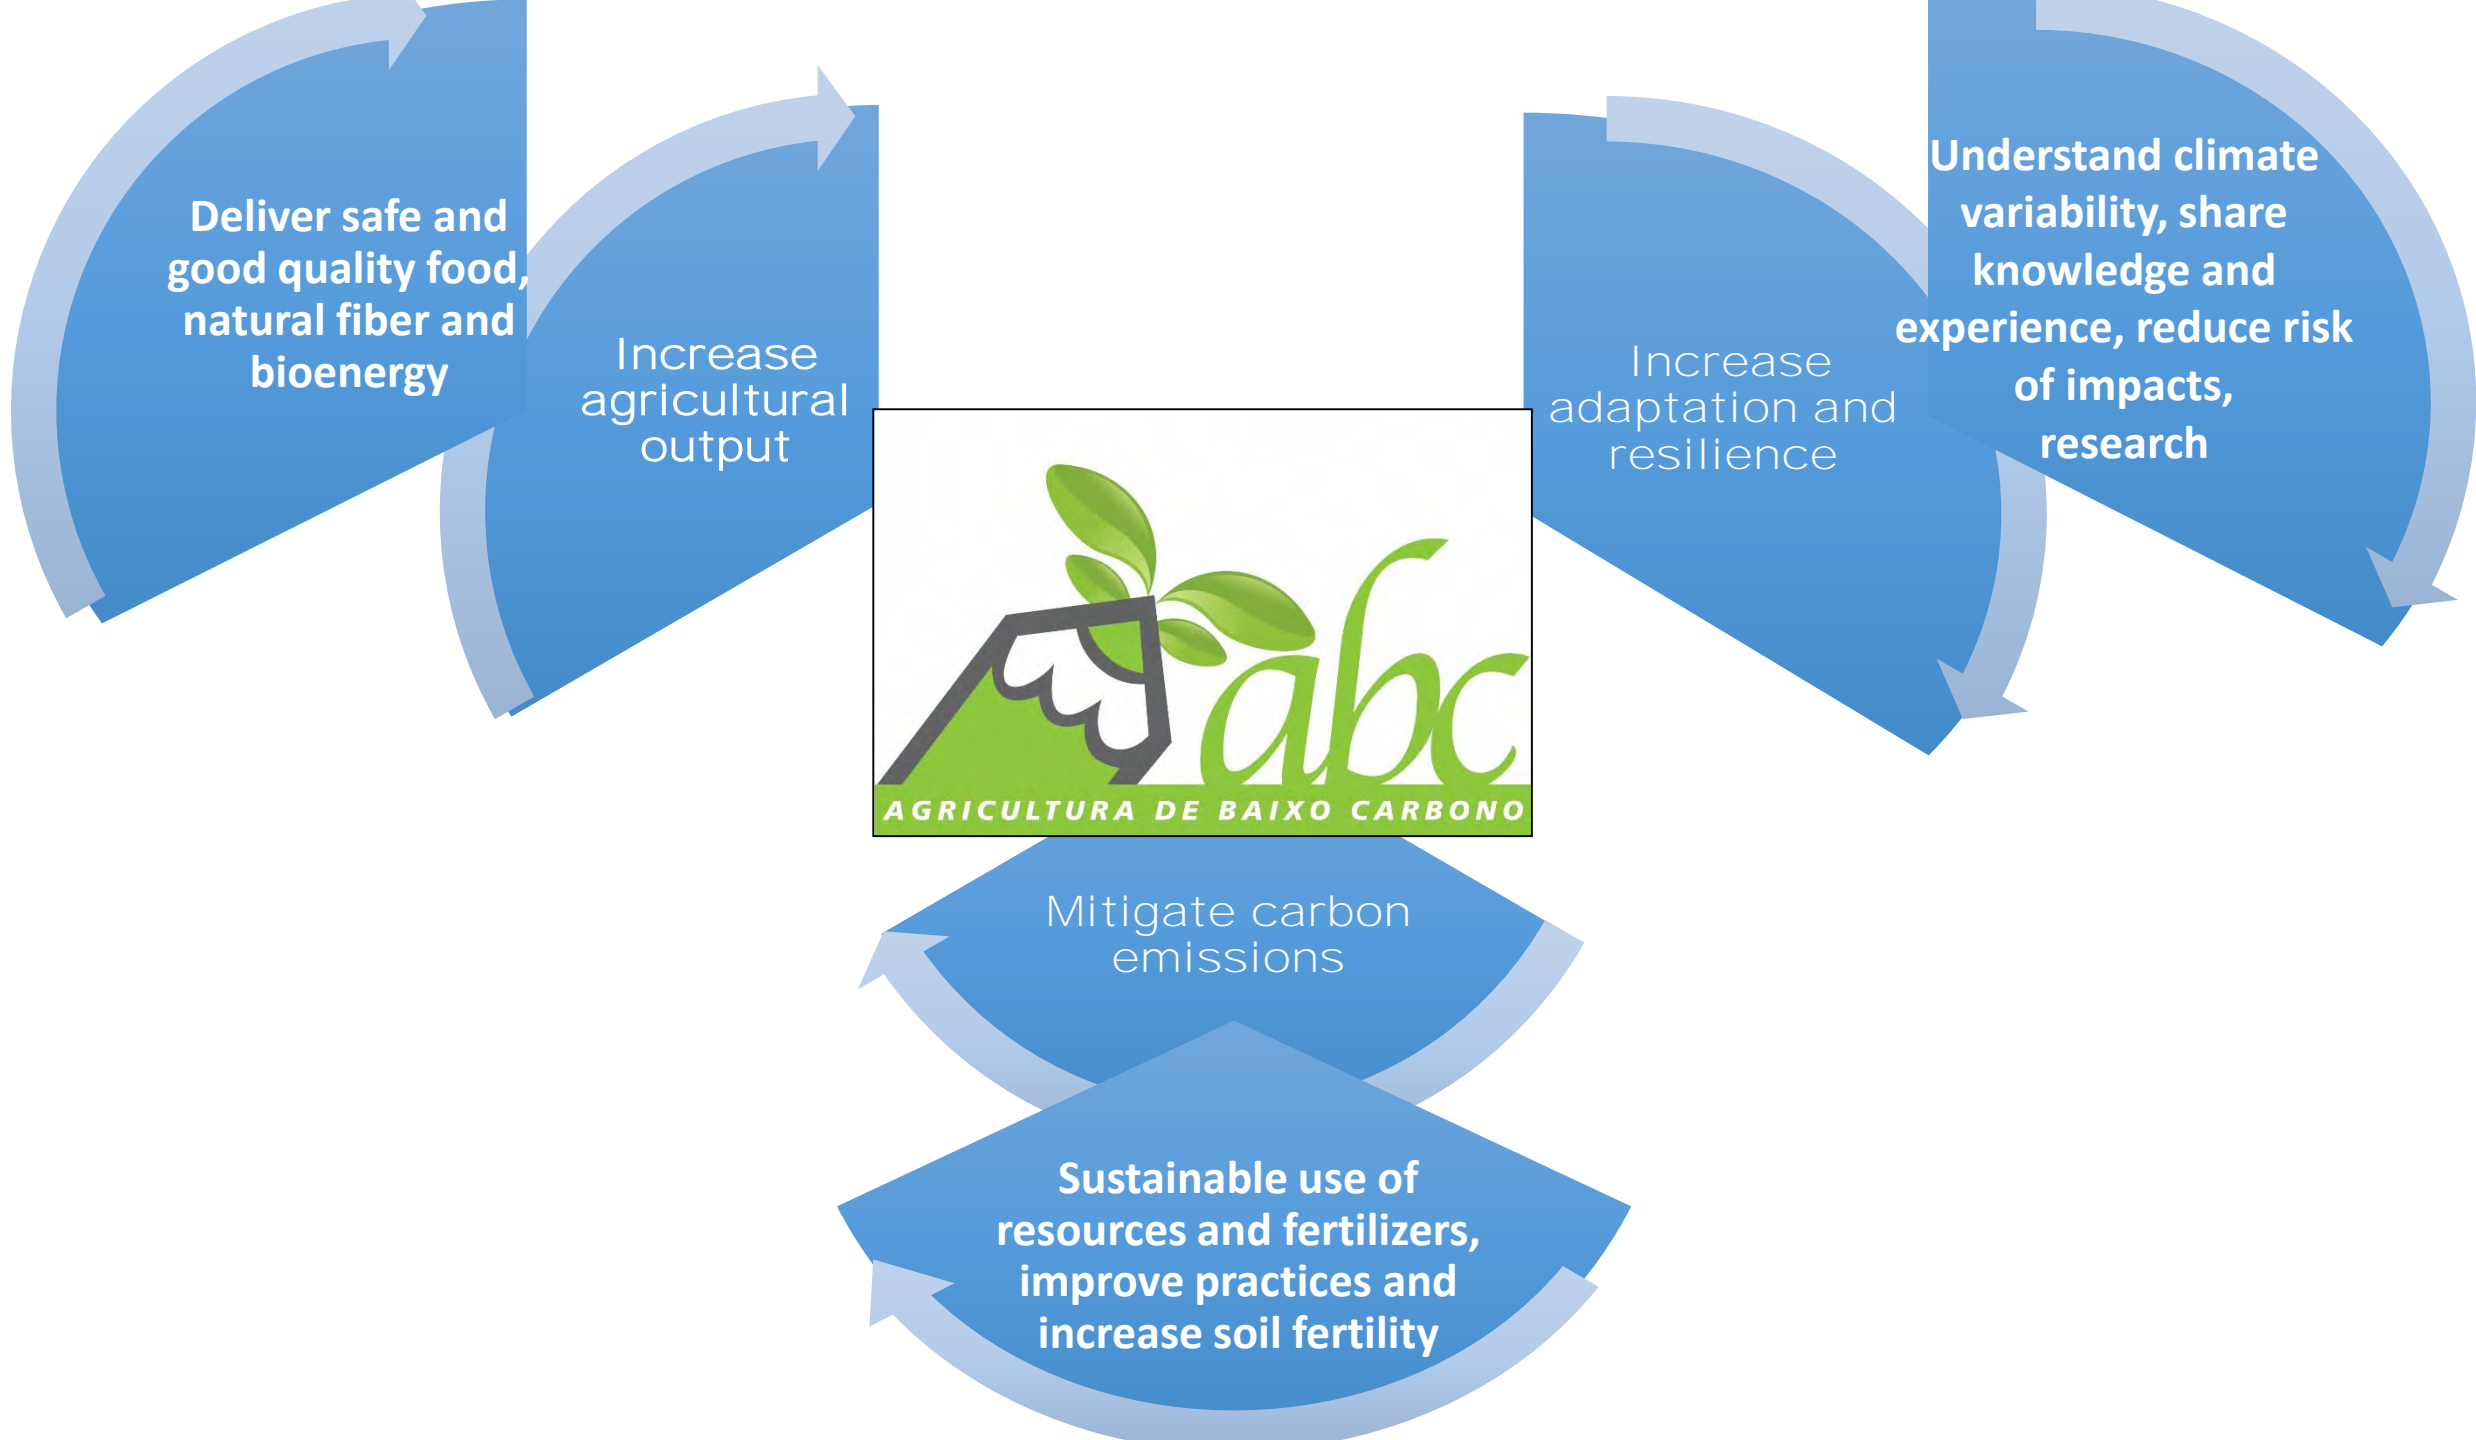 Deliver safe and
good quality food,
natural fiber and
bioenergy
Increase
agricultural
output
Increase
adaptation and
resilience
Understand climate
variability, share
knowledge and
experience, reduce risk
of impacts,
research
abc
AGRICULTURA DE BAIXO CARBONO
Mitigate carbon
emissions
Sustainable use of
resources and fertilizers,
improve practices and
increase soil fertility